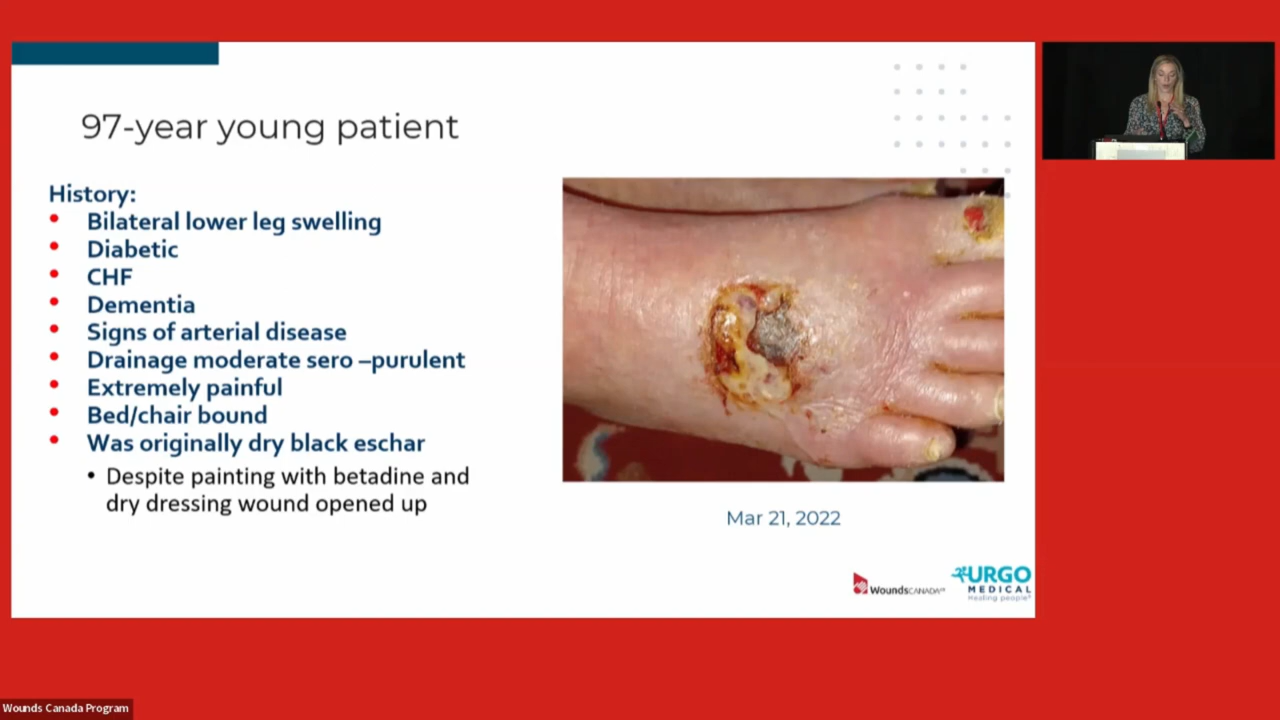 97-year young patient
History:
• Bilateral lower leg swelling
• Diabetic
• CHF
• Dementia
• Signs of arterial disease
• Drainage moderate sero –purulent
• Extremely painful
• Bed/chair bound
• Was originally dry black eschar
• Despite painting with betadine and
dry dressing wound opened up
Mar 21, 2022
WoundsCANADA
URGO
MEDICAL
Healing people®
Wounds Canada Program